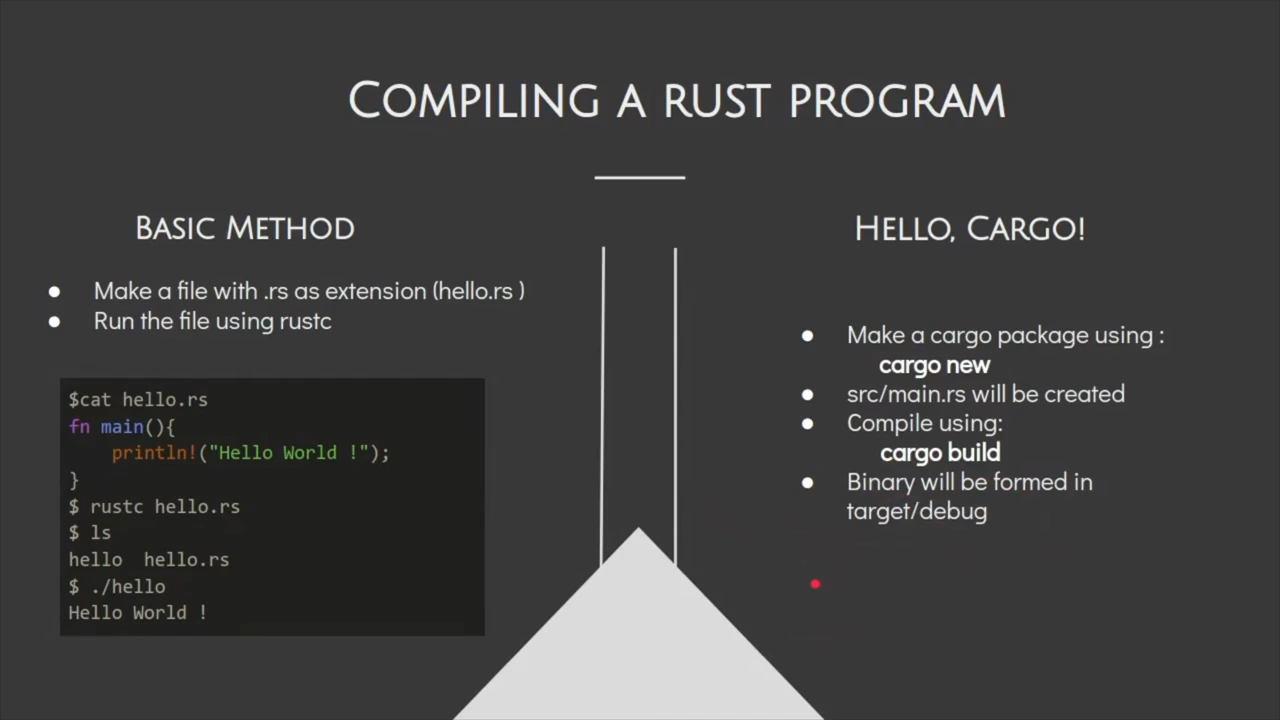 COMPILING A RUST PROGRAM
BASIC METHOD
● Make a file with .rs as extension (hello.rs )
● Run the file using rustc
$cat hello.rs
fn main(){
    println!("Hello World !");
}
$ rustc hello.rs
$ ls
hello  hello.rs
$ ./hello
Hello World !
HELLO, CARGO!
● Make a cargo package using :
cargo new
● src/main.rs will be created
● Compile using:
cargo build
● Binary will be formed in
target/debug